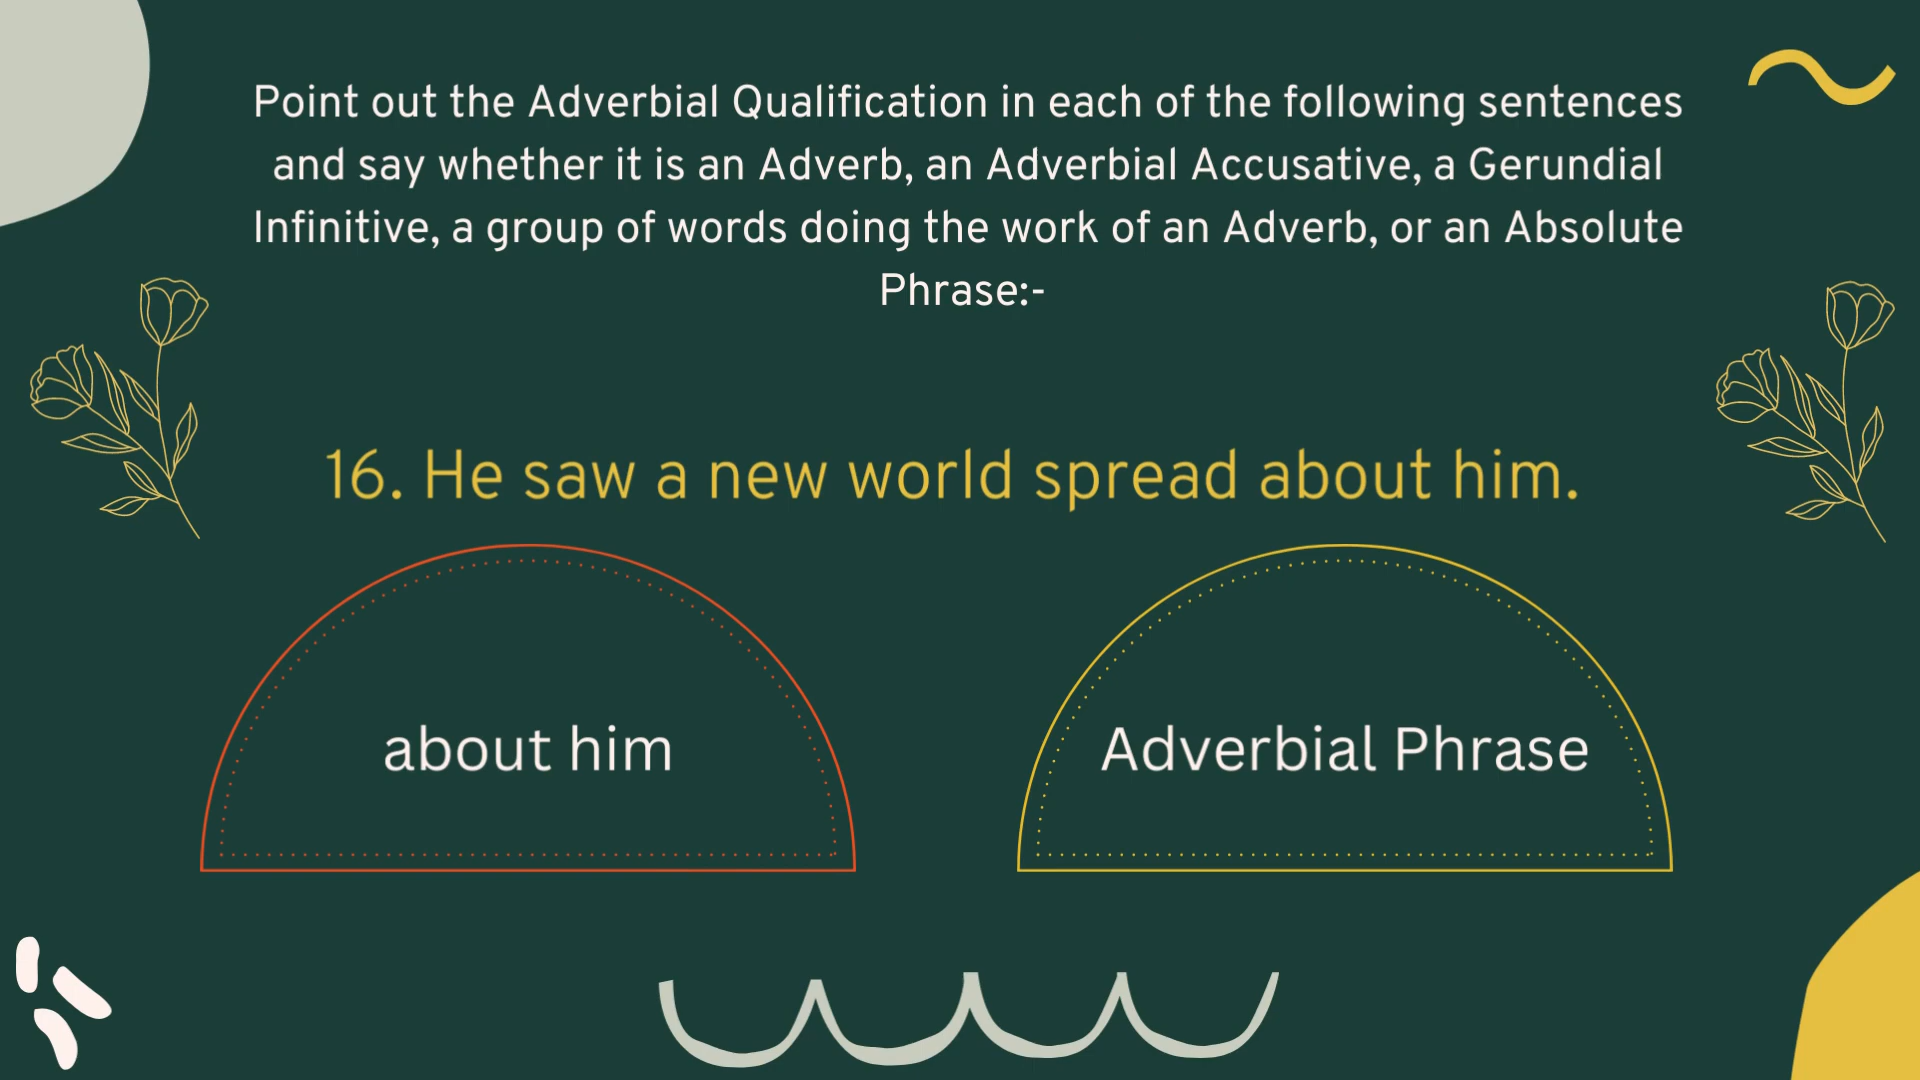 Point out the Adverbial Qualification in each of the following sentences
and say whether it is an Adverb, an Adverbial Accusative, a Gerundial
Infinitive, a group of words doing the work of an Adverb, or an Absolute
Phrase:-
16. He saw a new world spread about him.
about him
Adverbial Phrase